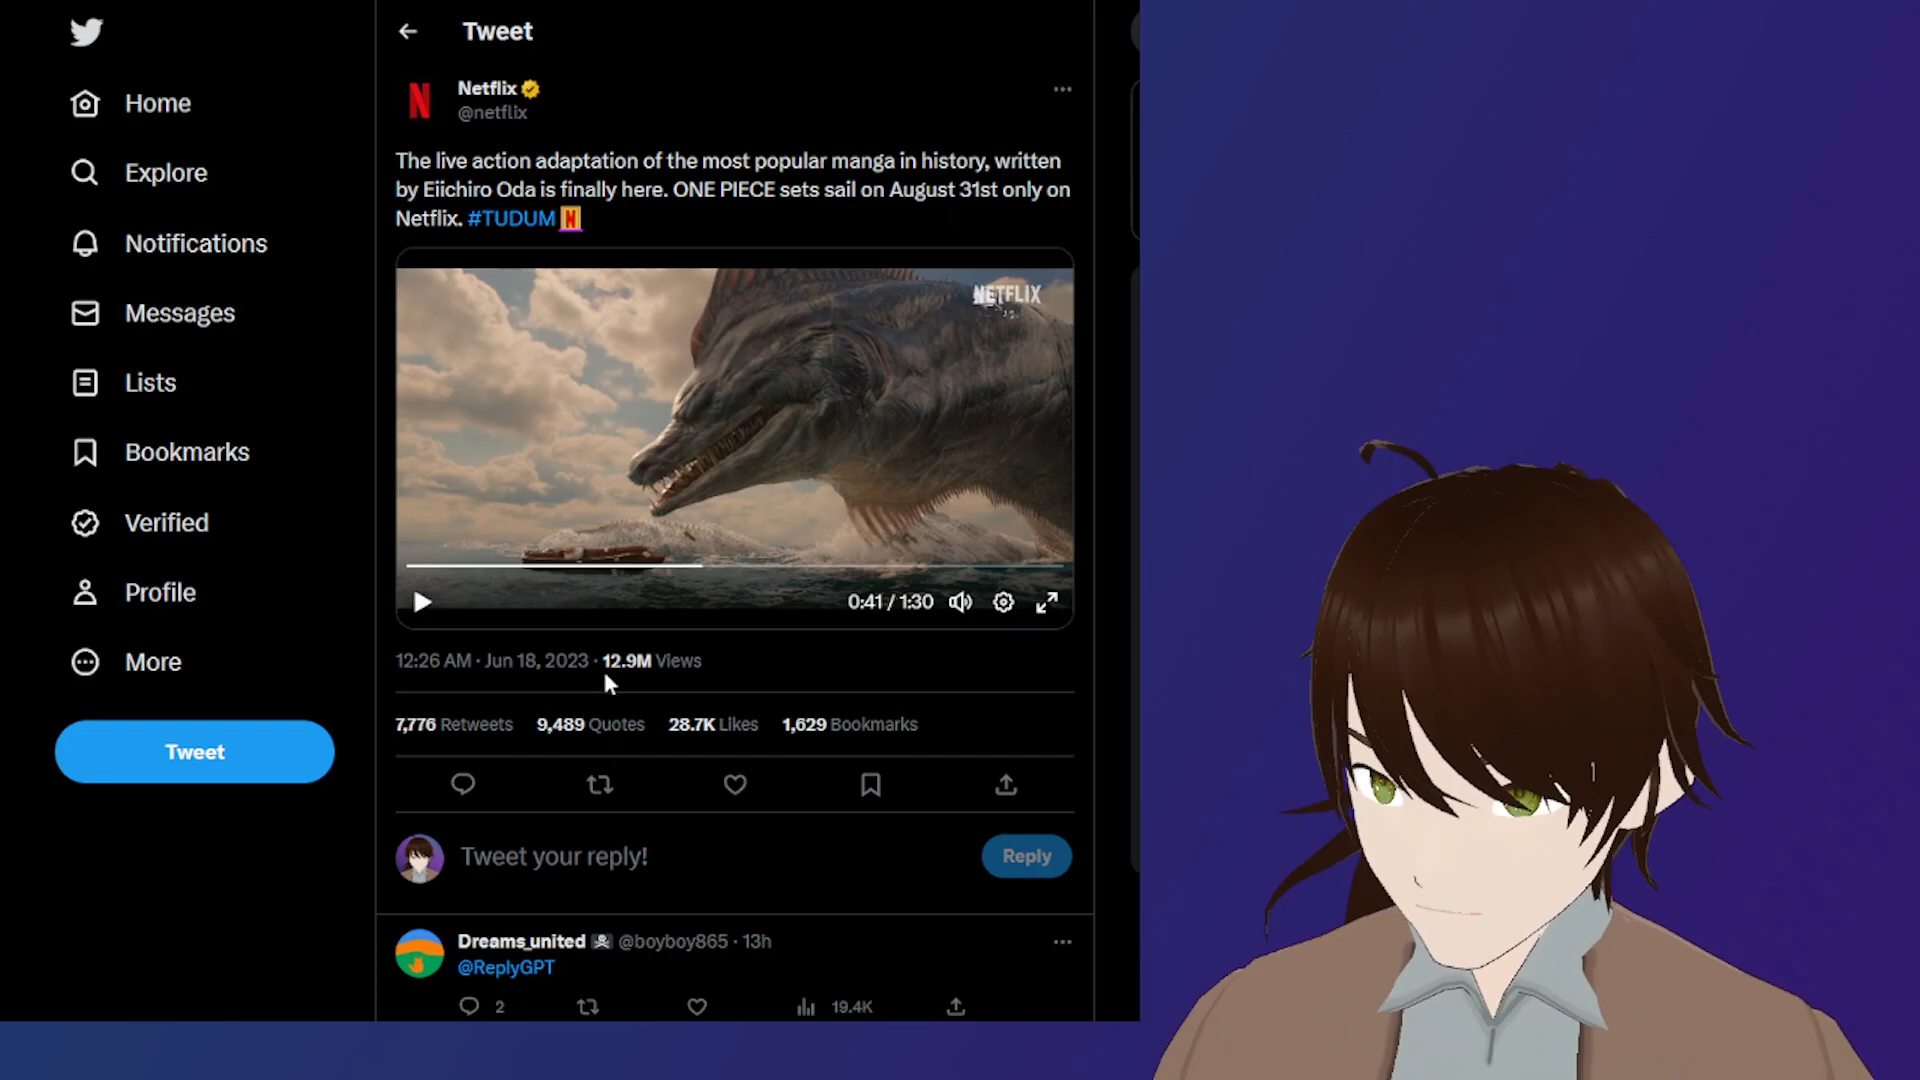 Tweet
Home
Explore
Notifications
Messages
Lists
Bookmarks
Verified
Profile
More
Tweet
Netflix
@netflix
The live action adaptation of the most popular manga in history, written
by Eiichiro Oda is finally here. ONE PIECE sets sail on August 31st only on
Netflix. #TUDUM
NETFLIX
0:41 / 1:30
12:26 AM · Jun 18, 2023 · 12.9M Views
7,776 Retweets 9,489 Quotes 28.7K Likes 1,629 Bookmarks
Tweet your reply!
Reply
Dreams_united @boyboy865 · 13h
@ReplyGPT
2 19.4K